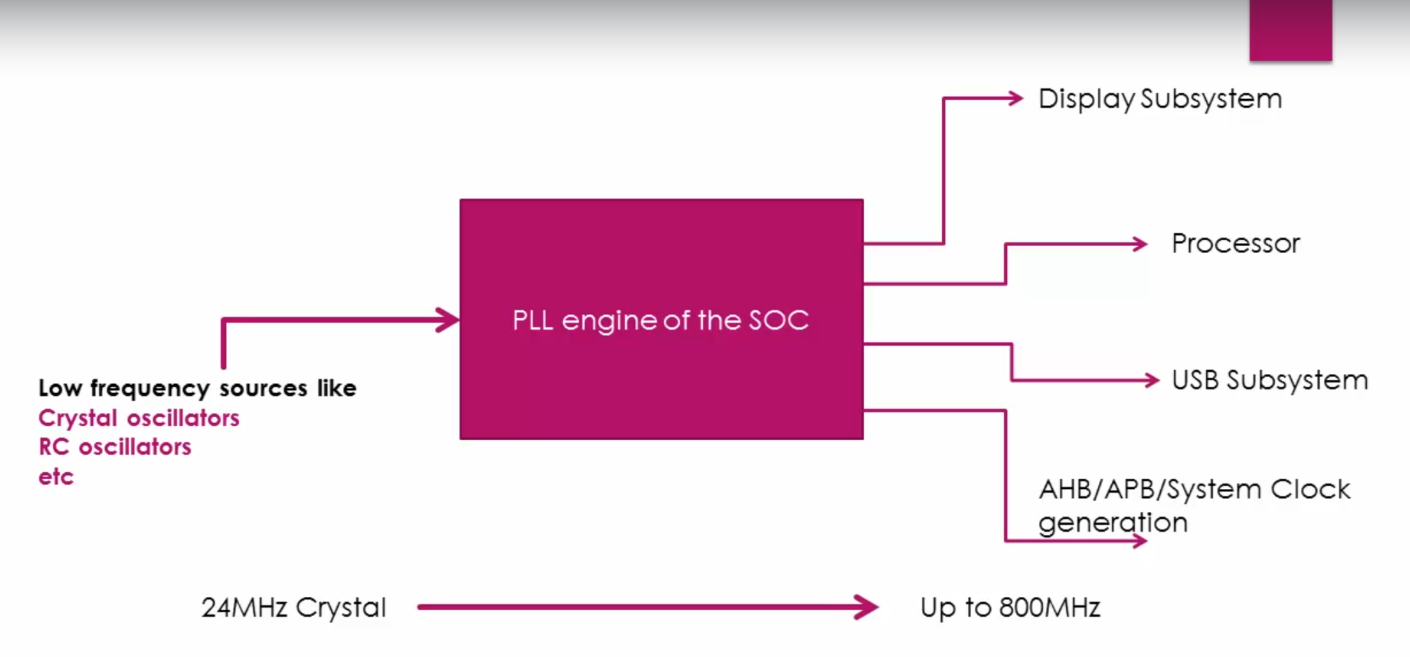 Display Subsystem
Processor
PLL engine of the SOC
USB Subsystem
Low frequency sources like
Crystal oscillators
RC oscillators
etc
AHB/APB/System Clock
generation
24MHz Crystal
Up to 800MHz